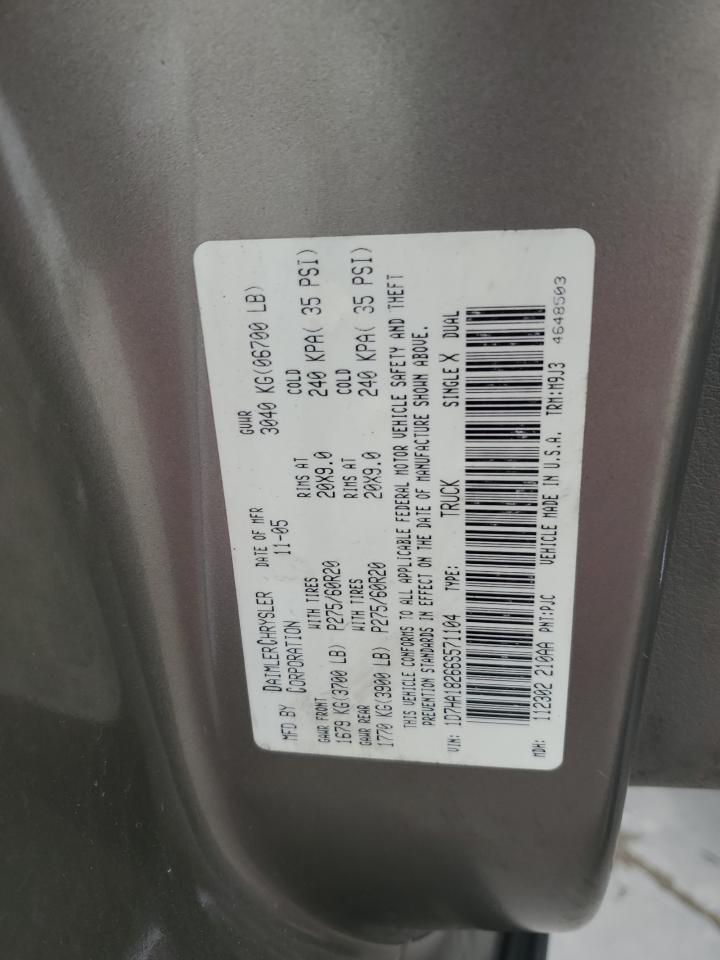 MFD BY DAIMLERCHRYSLER CORPORATION DATE OF MFR 11-05 GVWR 3040 KG(06700 LB)
GAWR FRONT WITH TIRES RIMS AT COLD
1679 KG(3700 LB) P275/60R20 20X9.0 240 KPA( 35 PSI)
GAWR REAR WITH TIRES RIMS AT COLD
1770 KG(3900 LB) P275/60R20 20X9.0 240 KPA( 35 PSI)
THIS VEHICLE CONFORMS TO ALL APPLICABLE FEDERAL MOTOR VEHICLE SAFETY AND THEFT
PREVENTION STANDARDS IN EFFECT ON THE DATE OF MANUFACTURE SHOWN ABOVE.
VIN: 1D7HA18266S571104 TYPE: TRUCK SINGLE X DUAL
MDH: 112302 210AA PNT:PJC VEHICLE MADE IN U.S.A. TRM:M9J3
4648503